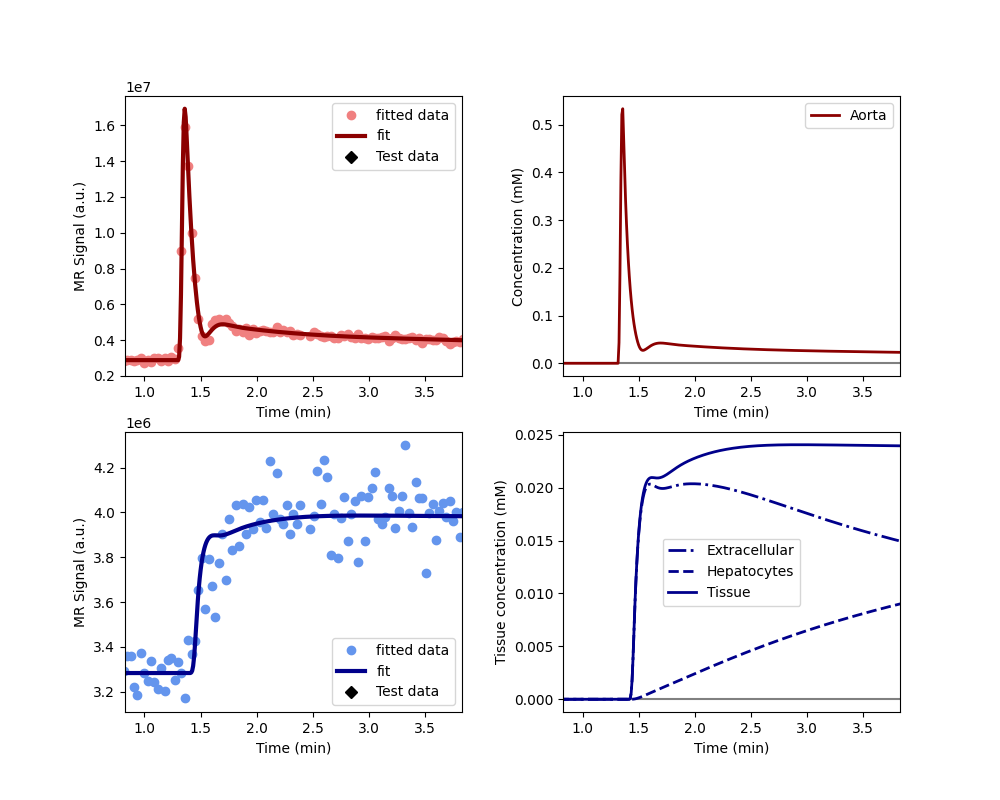 1e7
MR Signal (a.u.)
1.6
1.4
1.2
1.0
0.8
0.6
0.4
0.2
fitted data
fit
Test data
1.0 1.5 2.0 2.5 3.0 3.5
Time (min)
Concentration (mM)
0.5
0.4
0.3
0.2
0.1
0.0
Aorta
1.0 1.5 2.0 2.5 3.0 3.5
Time (min)
1e6
MR Signal (a.u.)
4.2
4.0
3.8
3.6
3.4
3.2
fitted data
fit
Test data
1.0 1.5 2.0 2.5 3.0 3.5
Time (min)
Tissue concentration (mM)
0.025
0.020
0.015
0.010
0.005
0.000
Extracellular
Hepatocytes
Tissue
1.0 1.5 2.0 2.5 3.0 3.5
Time (min)